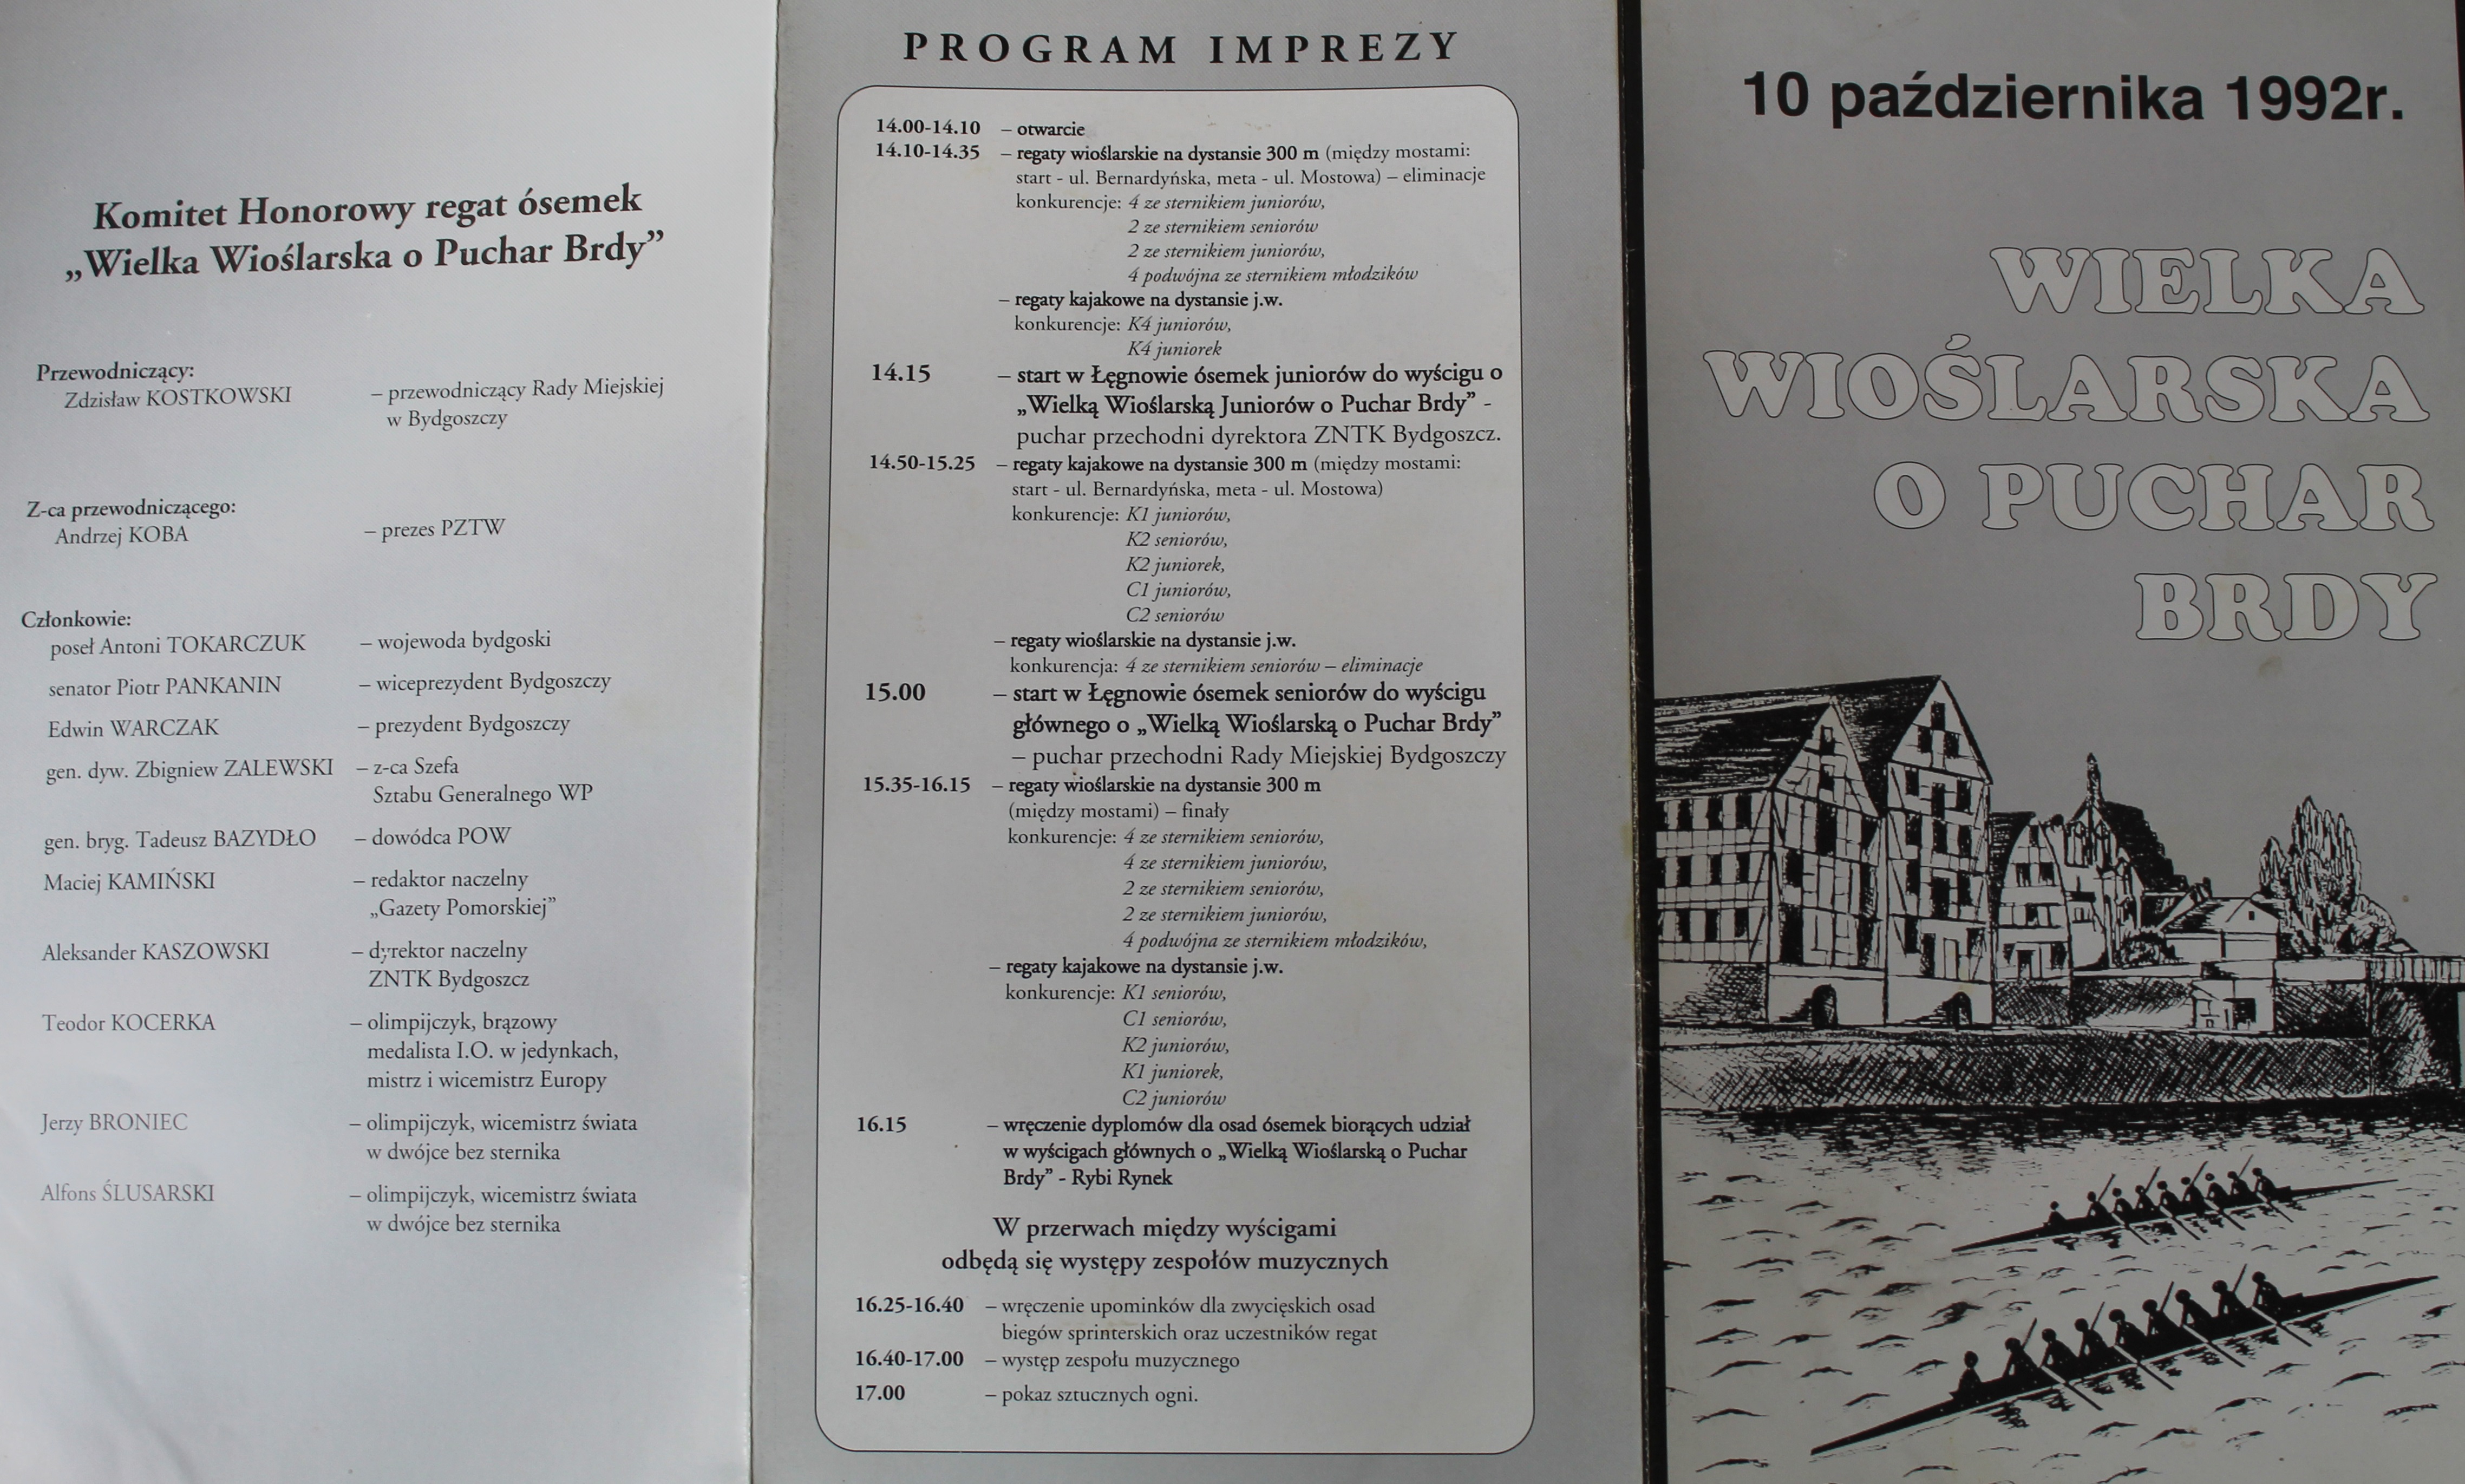 Komitet Honorowy regat ósemek
„Wielka Wioślarska o Puchar Brdy”
Przewodniczący:
Zdzisław KOSTKOWSKI – przewodniczący Rady Miejskiej
w Bydgoszczy
Z-ca przewodniczącego:
Andrzej KOBA – prezes PZTW
Członkowie:
poseł Antoni TOKARCZUK – wojewoda bydgoski
senator Piotr PANKANIN – wiceprezydent Bydgoszczy
Edwin WARCZAK – prezydent Bydgoszczy
gen. dyw. Zbigniew ZALEWSKI – z-ca Szefa
Sztabu Generalnego WP
gen. bryg. Tadeusz BAZYDŁO – dowódca POW
Maciej KAMIŃSKI – redaktor naczelny
„Gazety Pomorskiej”
Aleksander KASZOWSKI – dyrektor naczelny
ZNTK Bydgoszcz
Teodor KOCERKA – olimpijczyk, brązowy
medalista I.O. w jedynkach,
mistrz i wicemistrz Europy
Jerzy BRONIEC – olimpijczyk, wicemistrz świata
w dwójce bez sternika
Alfons ŚLUSARSKI – olimpijczyk, wicemistrz świata
w dwójce bez sternika
PROGRAM IMPREZY
14.00-14.10 – otwarcie
14.10-14.35 – regaty wioślarskie na dystansie 300 m (między mostami:
start - ul. Bernardyńska, meta - ul. Mostowa) – eliminacje
konkurencje: 4 ze sternikiem juniorów,
2 ze sternikiem seniorów
2 ze sternikiem juniorów,
4 podwójna ze sternikiem młodzików
– regaty kajakowe na dystansie j.w.
konkurencje: K4 juniorów,
K4 juniorek
14.15 – start w Łęgnowie ósemek juniorów do wyścigu o
„Wielką Wioślarską Juniorów o Puchar Brdy” -
puchar przechodni dyrektora ZNTK Bydgoszcz.
14.50-15.25 – regaty kajakowe na dystansie 300 m (między mostami:
start - ul. Bernardyńska, meta - ul. Mostowa)
konkurencje: K1 juniorów,
K2 seniorów,
K2 juniorek,
C1 juniorów,
C2 seniorów
– regaty wioślarskie na dystansie j.w.
konkurencja: 4 ze sternikiem seniorów – eliminacje
15.00 – start w Łęgnowie ósemek seniorów do wyścigu
głównego o „Wielką Wioślarską o Puchar Brdy”
– puchar przechodni Rady Miejskiej Bydgoszczy
15.35-16.15 – regaty wioślarskie na dystansie 300 m
(między mostami) – finały
konkurencje: 4 ze sternikiem seniorów,
4 ze sternikiem juniorów,
2 ze sternikiem seniorów,
2 ze sternikiem juniorów,
4 podwójna ze sternikiem młodzików,
– regaty kajakowe na dystansie j.w.
konkurencje: K1 seniorów,
C1 seniorów,
K2 juniorów,
K1 juniorek,
C2 juniorów
16.15 – wręczenie dyplomów dla osad ósemek biorących udział
w wyścigach głównych o „Wielką Wioślarską o Puchar
Brdy” - Rybi Rynek
W przerwach między wyścigami
odbędą się występy zespołów muzycznych
16.25-16.40 – wręczenie upominków dla zwycięskich osad
biegów sprinterskich oraz uczestników regat
16.40-17.00 – występ zespołu muzycznego
17.00 – pokaz sztucznych ogni.
10 października 1992r.
WIELKA
WIOŚLARSKA
O PUCHAR
BRDY